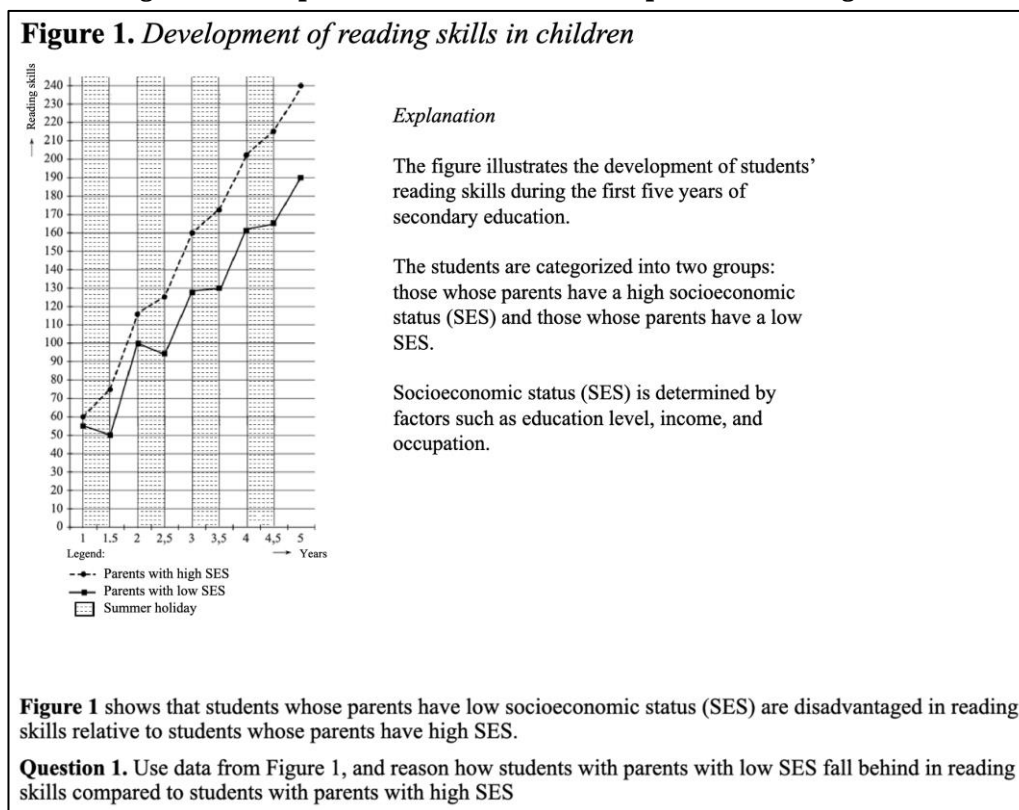 Figure 1. Development of reading skills in children
Reading skills
240
230
220
210
200
190
180
170
160
150
140
130
120
110
100
90
80
70
60
50
40
30
20
10
0
1 1.5 2 2,5 3 3,5 4 4,5 5
Years
Legend:
Parents with high SES
Parents with low SES
Summer holiday
Explanation
The figure illustrates the development of students’
reading skills during the first five years of
secondary education.
The students are categorized into two groups:
those whose parents have a high socioeconomic
status (SES) and those whose parents have a low
SES.
Socioeconomic status (SES) is determined by
factors such as education level, income, and
occupation.
Figure 1 shows that students whose parents have low socioeconomic status (SES) are disadvantaged in reading
skills relative to students whose parents have high SES.
Question 1. Use data from Figure 1, and reason how students with parents with low SES fall behind in reading
skills compared to students with parents with high SES